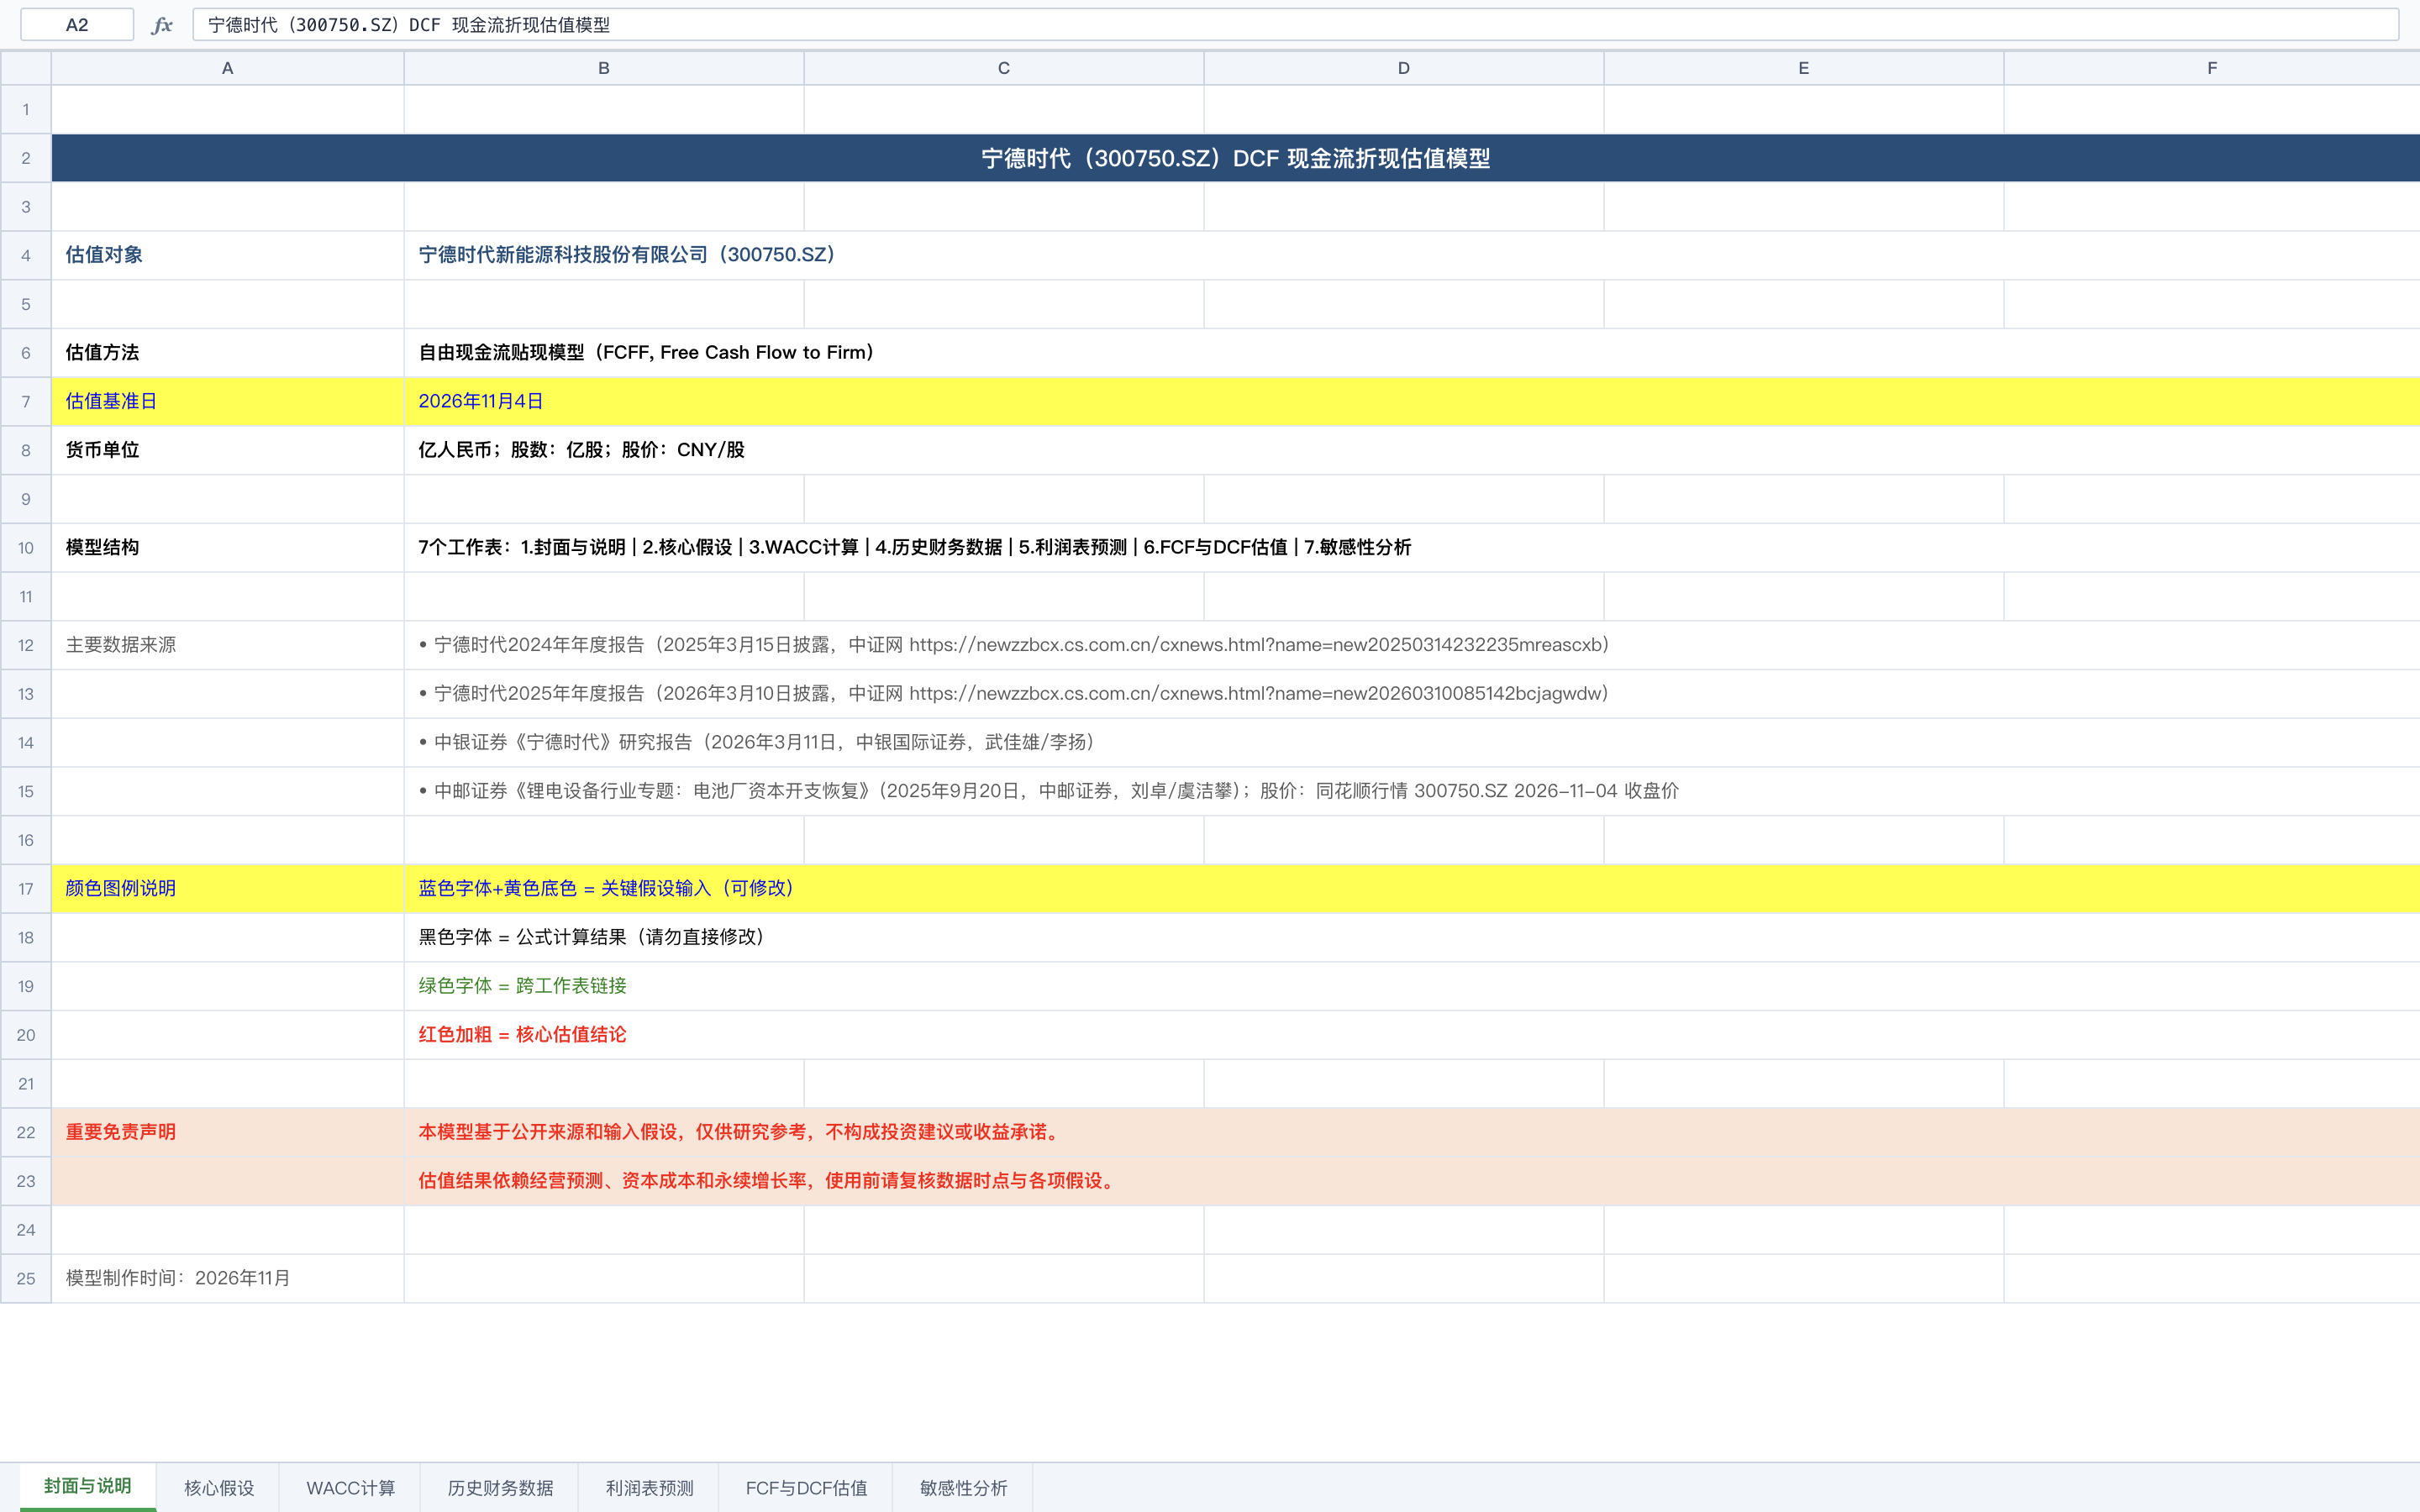 A2 fx 宁德时代（300750.SZ）DCF 现金流折现估值模型
A B C D E F
1
2 宁德时代（300750.SZ）DCF 现金流折现估值模型
3
4 估值对象 宁德时代新能源科技股份有限公司（300750.SZ）
5
6 估值方法 自由现金流贴现模型（FCFF, Free Cash Flow to Firm）
7 估值基准日 2026年11月4日
8 货币单位 亿人民币；股数：亿股；股价：CNY/股
9
10 模型结构 7个工作表：1.封面与说明 | 2.核心假设 | 3.WACC计算 | 4.历史财务数据 | 5.利润表预测 | 6.FCF与DCF估值 | 7.敏感性分析
11
12 主要数据来源 • 宁德时代2024年年度报告（2025年3月15日披露，中证网 https://newzzbcx.cs.com.cn/cxnews.html?name=new20250314232235mreascxb）
13 • 宁德时代2025年年度报告（2026年3月10日披露，中证网 https://newzzbcx.cs.com.cn/cxnews.html?name=new20260310085142bcjagwdw）
14 • 中银证券《宁德时代》研究报告（2026年3月11日，中银国际证券，武佳雄/李扬）
15 • 中邮证券《锂电设备行业专题：电池厂资本开支恢复》（2025年9月20日，中邮证券，刘卓/虞洁攀）；股价：同花顺行情 300750.SZ 2026-11-04 收盘价
16
17 颜色图例说明 蓝色字体+黄色底色 = 关键假设输入（可修改）
18 黑色字体 = 公式计算结果（请勿直接修改）
19 绿色字体 = 跨工作表链接
20 红色加粗 = 核心估值结论
21
22 重要免责声明 本模型基于公开来源和输入假设，仅供研究参考，不构成投资建议或收益承诺。
23 估值结果依赖经营预测、资本成本和永续增长率，使用前请复核数据时点与各项假设。
24
25 模型制作时间：2026年11月
封面与说明 核心假设 WACC计算 历史财务数据 利润表预测 FCF与DCF估值 敏感性分析